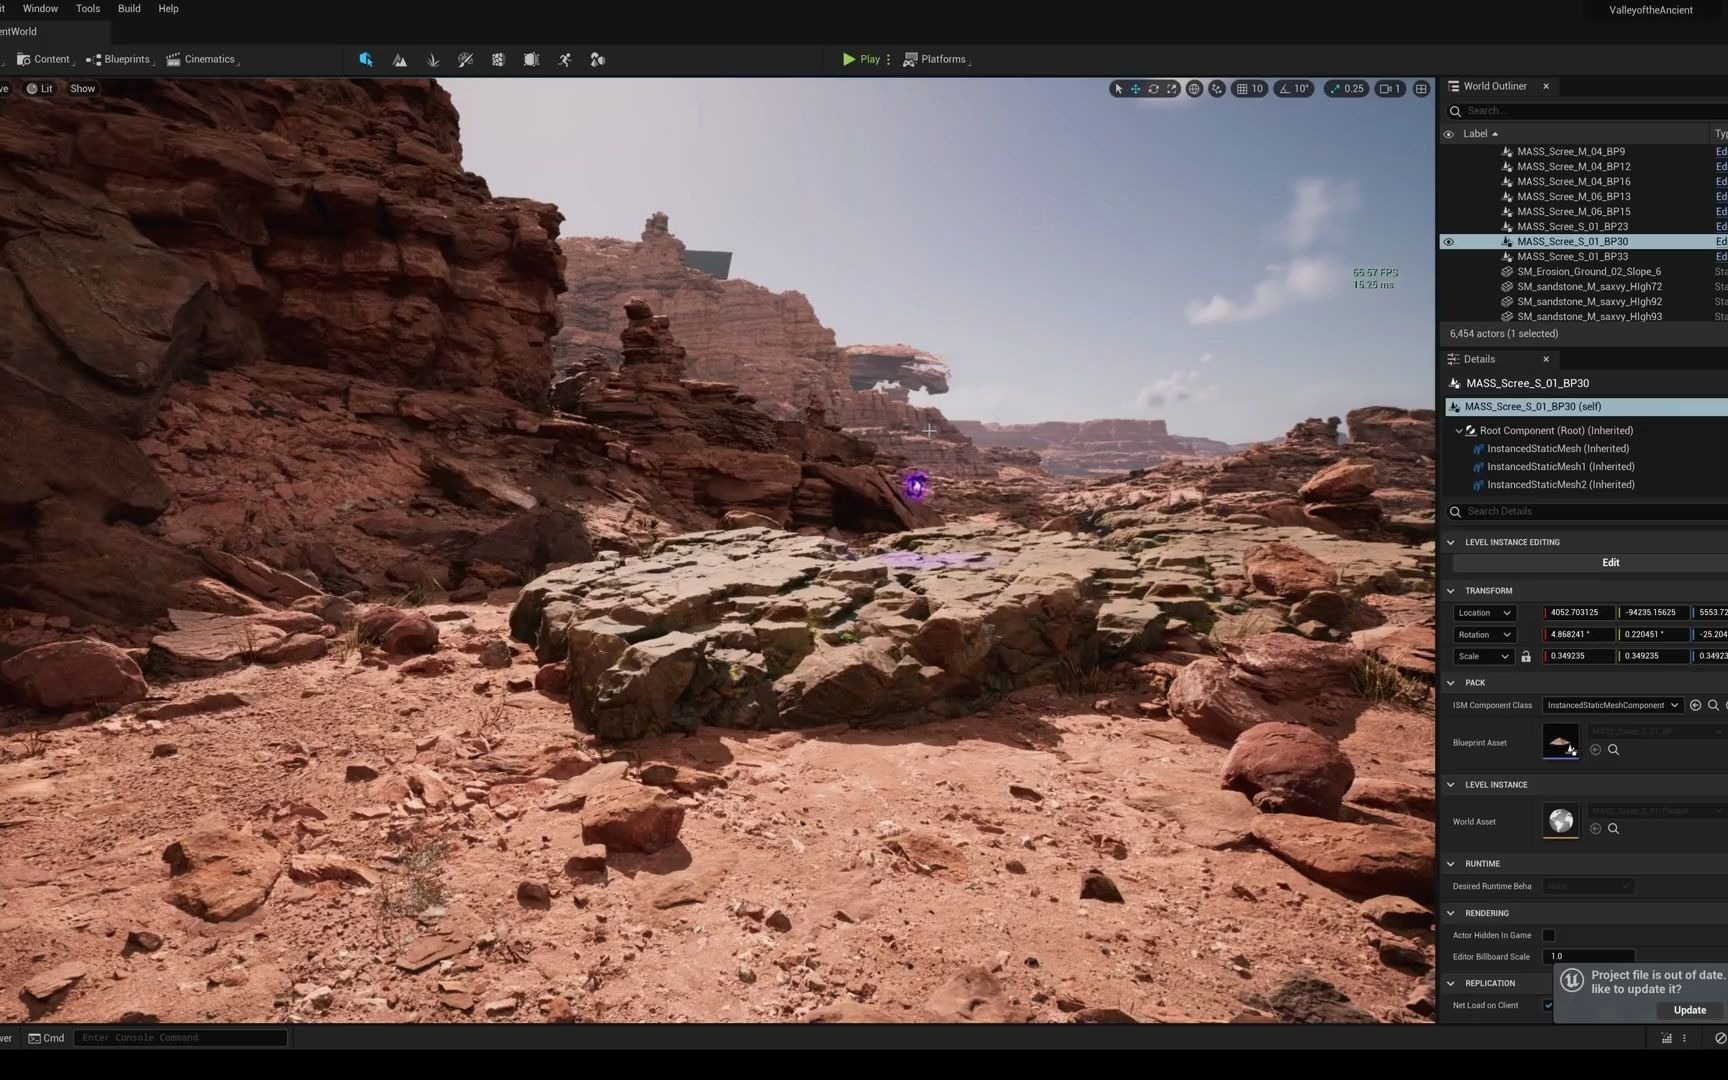 it Window Tools Build Help
ValleyoftheAncient
entWorld
Content Blueprints Cinematics
Play Platforms
ve Lit Show
10 10° 0.25 1
65.57 FPS
15.25 ms
World Outliner
Search...
Label Typ
MASS_Scree_M_04_BP9 Ed
MASS_Scree_M_04_BP12 Ed
MASS_Scree_M_04_BP16 Ed
MASS_Scree_M_06_BP13 Ed
MASS_Scree_M_06_BP15 Ed
MASS_Scree_S_01_BP23 Ed
MASS_Scree_S_01_BP30 Ed
MASS_Scree_S_01_BP33 Ed
SM_Erosion_Ground_02_Slope_6 Sta
SM_sandstone_M_saxvy_HIgh72 Sta
SM_sandstone_M_saxvy_HIgh92 Sta
SM_sandstone_M_saxvy_HIgh93 Sta
6,454 actors (1 selected)
Details
MASS_Scree_S_01_BP30
MASS_Scree_S_01_BP30 (self)
Root Component (Root) (Inherited)
InstancedStaticMesh (Inherited)
InstancedStaticMesh1 (Inherited)
InstancedStaticMesh2 (Inherited)
Search Details
LEVEL INSTANCE EDITING
Edit
TRANSFORM
Location 4052.703125 -94235.15625 5553.72
Rotation 4.868241 ° 0.220451 ° -25.204
Scale 0.349235 0.349235 0.34923
PACK
ISM Component Class InstancedStaticMeshComponent
MASS_Scree_S_01_BP
Blueprint Asset
LEVEL INSTANCE
World Asset
RUNTIME
Desired Runtime Beha None
RENDERING
Actor Hidden In Game
Editor Billboard Scale 1.0
REPLICATION
Net Load on Client
Project file is out of date.
like to update it?
Update
wer Cmd Enter Console Command